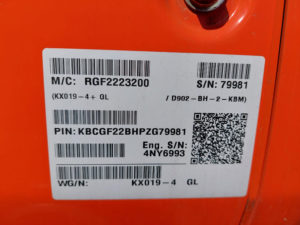 M/C: RGF2223200 S/N: 79981
(KX019-4+ GL / D902-BH-2-KBM)
PIN: KBCGF22BHPZG79981
Eng. S/N:
4NY6993
WG/N: KX019-4 GL